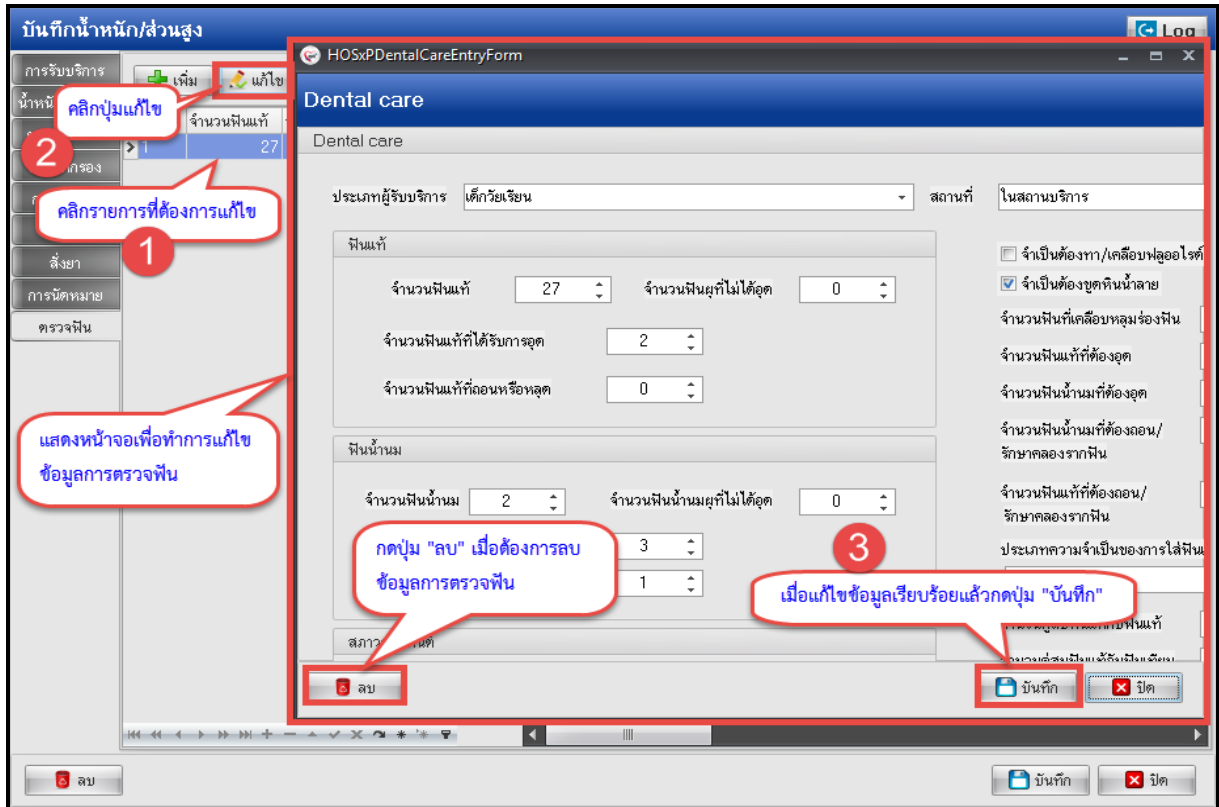 บันทึกน้ำหนัก/ส่วนสูง
Log
การรับบริการ
เพิ่ม
แก้ไข
คลิกปุ่มแก้ไข
จำนวนฟันแท้
1
27
2
คลิกรายการที่ต้องการแก้ไข
1
สั่งยา
การนัดหมาย
ตรวจฟัน
แสดงหน้าจอเพื่อทำการแก้ไข
ข้อมูลการตรวจฟัน
HOSxPDentalCareEntryForm
Dental care
Dental care
ประเภทผู้รับบริการ เด็กวัยเรียน สถานที่ ในสถานบริการ
ฟันแท้
จำนวนฟันแท้ 27 จำนวนฟันผุที่ไม่ได้อุด 0
จำนวนฟันแท้ที่ได้รับการอุด 2
จำนวนฟันแท้ที่ถอนหรือหลุด 0
จำเป็นต้องทา/เคลือบฟลูออไรด์
จำเป็นต้องขูดหินน้ำลาย
จำนวนฟันที่เคลือบหลุมร่องฟัน
จำนวนฟันแท้ที่ต้องอุด
จำนวนฟันน้ำนมที่ต้องอุด
จำนวนฟันน้ำนมที่ต้องถอน/
รักษาคลองรากฟัน
จำนวนฟันแท้ที่ต้องถอน/
รักษาคลองรากฟัน
ฟันน้ำนม
จำนวนฟันน้ำนม 2 จำนวนฟันน้ำนมผุที่ไม่ได้อุด 0
3
1
กดปุ่ม "ลบ" เมื่อต้องการลบ
ข้อมูลการตรวจฟัน
3
เมื่อแก้ไขข้อมูลเรียบร้อยแล้วกดปุ่ม "บันทึก"
ประเภทความจำเป็นของการใส่ฟัน
ลบ
บันทึก
ปิด
ลบ
บันทึก
ปิด